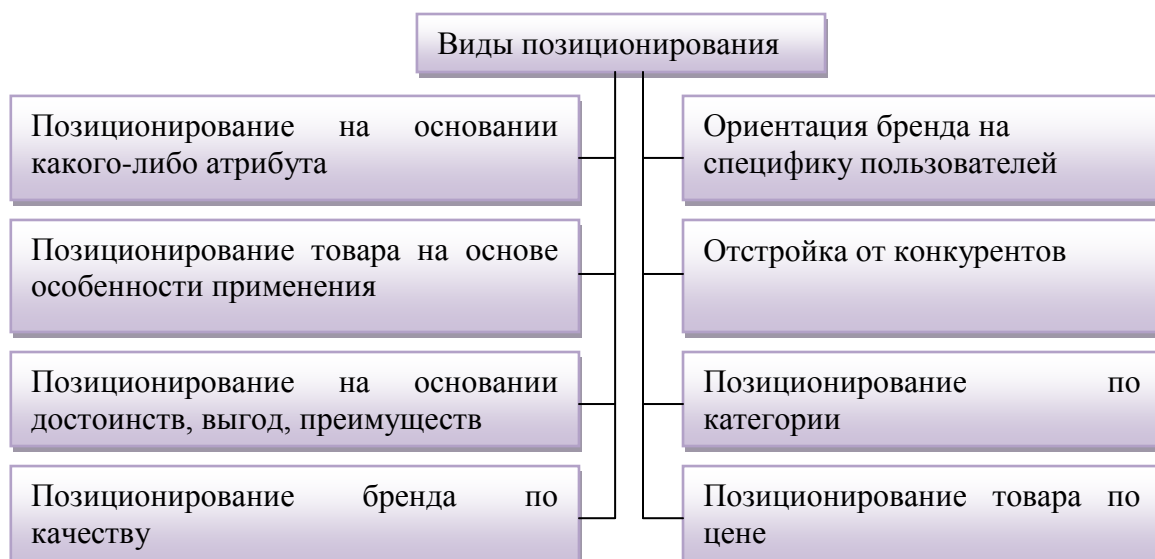 Виды позиционирования
Позиционирование на основании
какого-либо атрибута
Позиционирование товара на основе
особенности применения
Позиционирование на основании
достоинств, выгод, преимуществ
Позиционирование бренда по
качеству
Ориентация бренда на
специфику пользователей
Отстройка от конкурентов
Позиционирование по
категории
Позиционирование товара по
цене